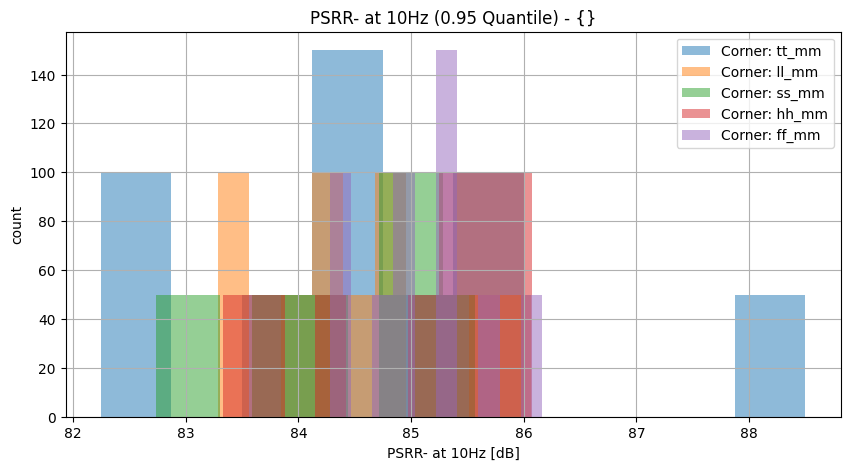 PSRR- at 10Hz (0.95 Quantile) - {}
Corner: tt_mm
Corner: ll_mm
Corner: ss_mm
Corner: hh_mm
Corner: ff_mm
count
140
120
100
80
60
40
20
0
82 83 84 85 86 87 88
PSRR- at 10Hz [dB]